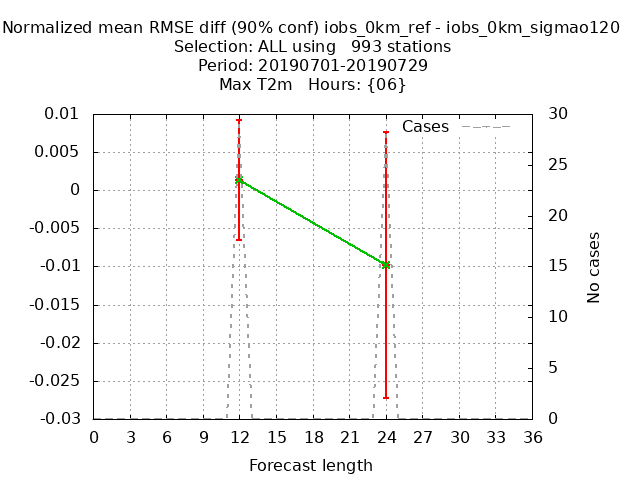 Normalized mean RMSE diff (90% conf) iobs_0km_ref - iobs_0km_sigmao120
Selection: ALL using   993 stations
Period: 20190701-20190729
Max T2m   Hours: {06}
Cases
0.01
0.005
0
-0.005
-0.01
-0.015
-0.02
-0.025
-0.03
30
25
20
15
10
5
0
No cases
0 3 6 9 12 15 18 21 24 27 30 33 36
Forecast length